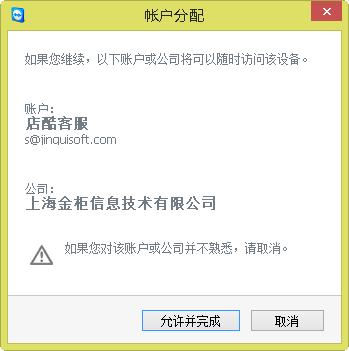 帐户分配
如果您继续，以下账户或公司将可以随时访问该设备。
账户：
店酷客服
s@jinguisoft.com
公司：
上海金柜信息技术有限公司
如果您对该账户或公司并不熟悉，请取消。
允许并完成
取消